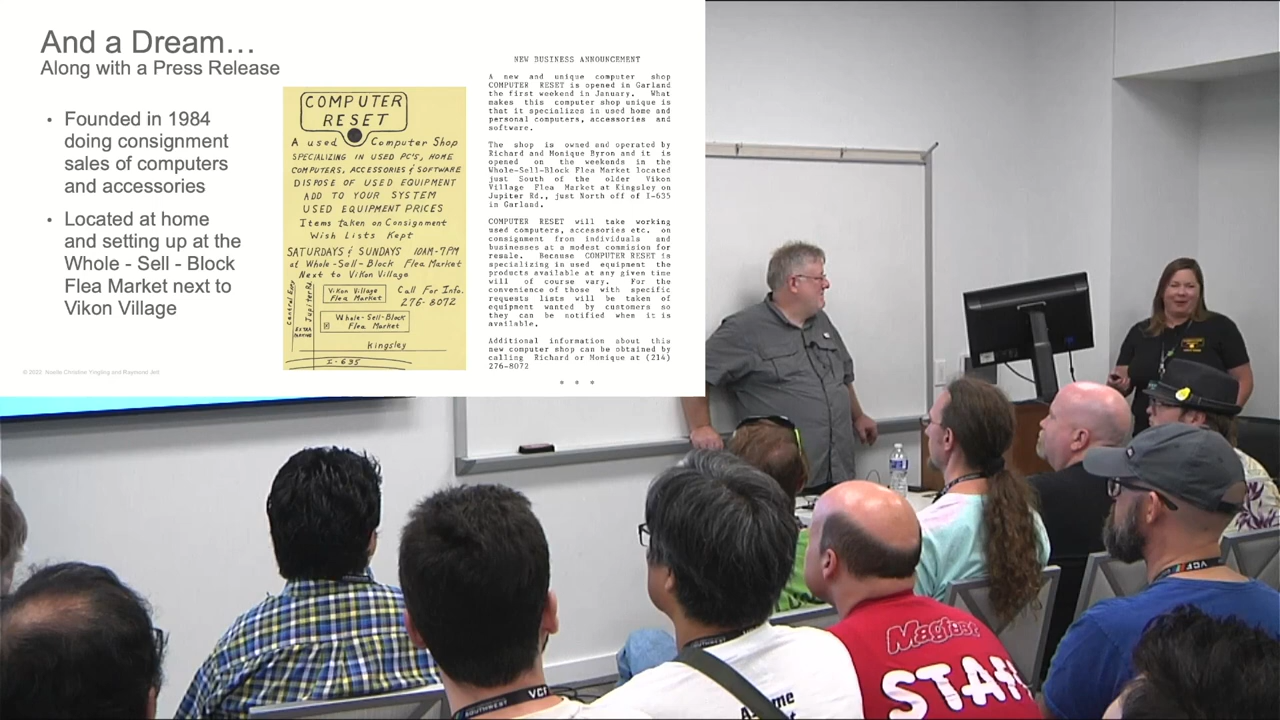 And a Dream…
Along with a Press Release
• Founded in 1984
doing consignment
sales of computers
and accessories
• Located at home
and setting up at the
Whole - Sell - Block
Flea Market next to
Vikon Village
COMPUTER
RESET
A used Computer Shop
SPECIALIZING IN USED PC'S, HOME
COMPUTERS, ACCESSORIES & SOFTWARE
DISPOSE OF USED EQUIPMENT
ADD TO YOUR SYSTEM
USED EQUIPMENT PRICES
Items taken on Consignment
Wish Lists Kept
SATURDAYS & SUNDAYS 10AM-7PM
at Whole-Sell-Block Flea Market
Next to Vikon Village
Vikon Village
Flea Market
Call For Info.
276-8072
Central Exp
Jupiter Rd.
Whole-Sell-Block
Flea Market
Kingsley
I-635
NEW BUSINESS ANNOUNCEMENT
A new and unique computer shop
COMPUTER RESET is opened in Garland
the first weekend in January. What
makes this computer shop unique is
that it specializes in used home and
personal computers, accessories and
software.
The shop is owned and operated by
Richard and Monique Byron and it is
opened on the weekends in the
Whole-Sell-Block Flea Market located
just South of the older Vikon
Village Flea Market at Kingsley on
Jupiter Rd., just North off of I-635
in Garland.
COMPUTER RESET will take working
used computers, accessories etc. on
consignment from individuals and
businesses at a modest commision for
resale. Because COMPUTER RESET is
specializing in used equipment the
products available at any given time
will of course vary. For the
convenience of those with specific
requests lists will be taken of
equipment wanted by customers so
they can be notified when it is
available.
Additional information about this
new computer shop can be obtained by
calling Richard or Monique at (214)
276-8072
Magfest
STAFF
VCF
SOUTHWEST
VCF